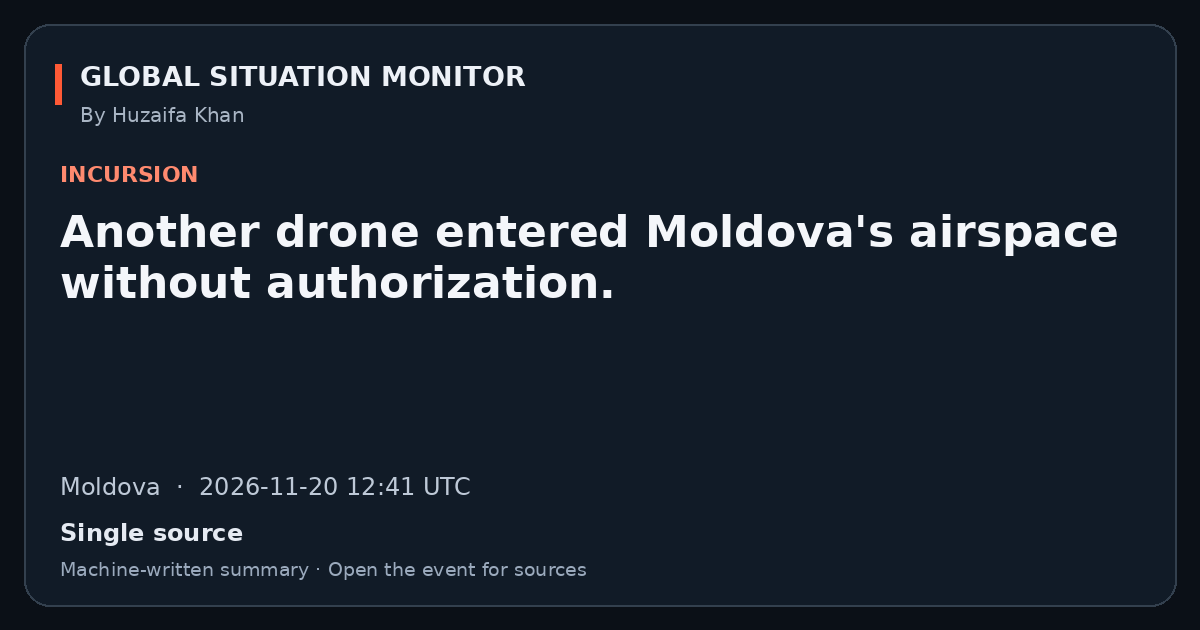 GLOBAL SITUATION MONITOR
By Huzaifa Khan
INCURSION
Another drone entered Moldova's airspace
without authorization.
Moldova · 2026-11-20 12:41 UTC
Single source
Machine-written summary · Open the event for sources